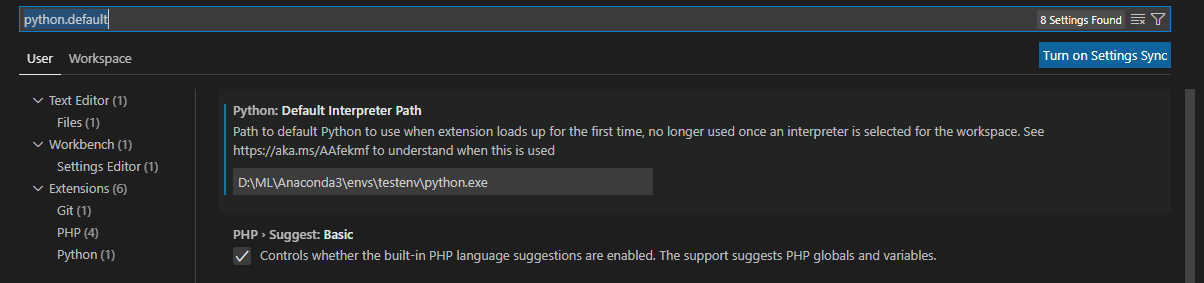 python.default
8 Settings Found
User
Workspace
Turn on Settings Sync
Text Editor (1)
Files (1)
Workbench (1)
Settings Editor (1)
Extensions (6)
Git (1)
PHP (4)
Python (1)
Python: Default Interpreter Path
Path to default Python to use when extension loads up for the first time, no longer used once an interpreter is selected for the workspace. See
https://aka.ms/AAfekmf to understand when this is used
D:\ML\Anaconda3\envs\testenv\python.exe
PHP › Suggest: Basic
Controls whether the built-in PHP language suggestions are enabled. The support suggests PHP globals and variables.